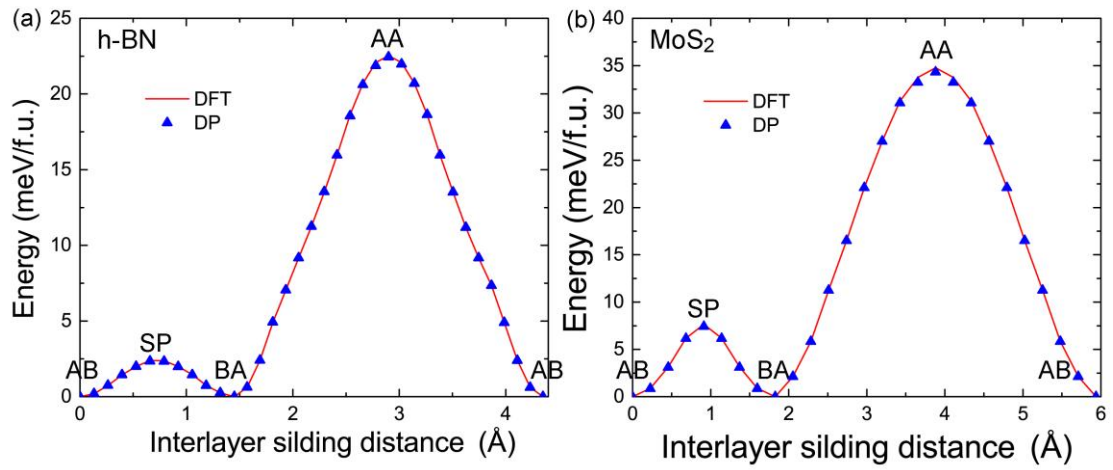 (a)
h-BN
DFT
DP
AB
SP
BA
AA
AB
25
20
15
10
5
0
0
1
2
3
4
Energy (meV/f.u.)
Interlayer silding distance (Å)
(b)
MoS₂
DFT
DP
AB
SP
BA
AA
AB
40
35
30
25
20
15
10
5
0
0
1
2
3
4
5
6
Energy (meV/f.u.)
Interlayer silding distance (Å)